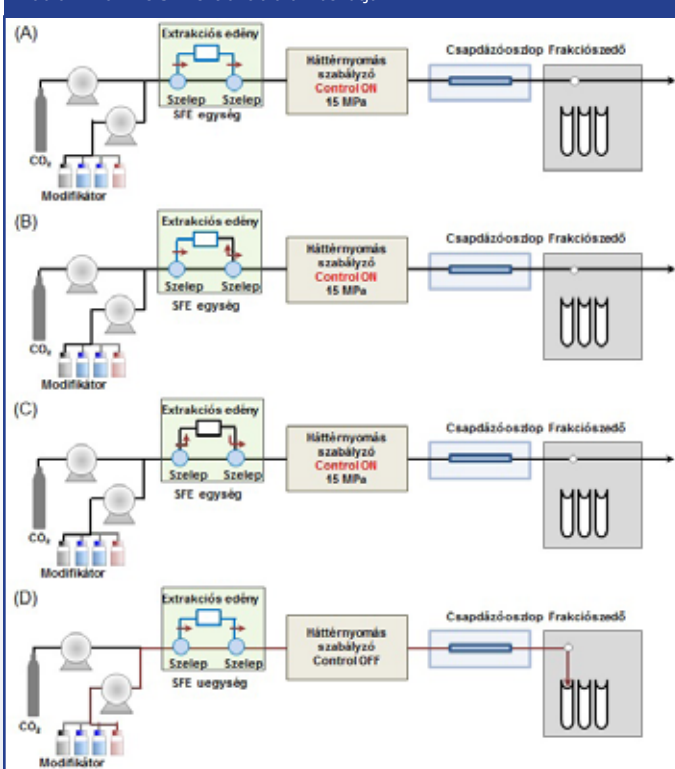 (A)
Extrakciós edény
Szelep Szelep
SFE egység
CO₂
Modifikátor
Háttérnyomás
szabályzó
Control ON
15 MPa
Csapdázóoszlop Frakciószedő
(B)
Extrakciós edény
Szelep Szelep
SFE egység
CO₂
Modifikátor
Háttérnyomás
szabályzó
Control ON
15 MPa
Csapdázóoszlop Frakciószedő
(C)
Extrakciós edény
Szelep Szelep
SFE egység
CO₂
Modifikátor
Háttérnyomás
szabályzó
Control ON
15 MPa
Csapdázóoszlop Frakciószedő
(D)
Extrakciós edény
Szelep Szelep
SFE uegység
CO₂
Modifikátor
Háttérnyomás
szabályzó
Control OFF
Csapdázóoszlop Frakciószedő